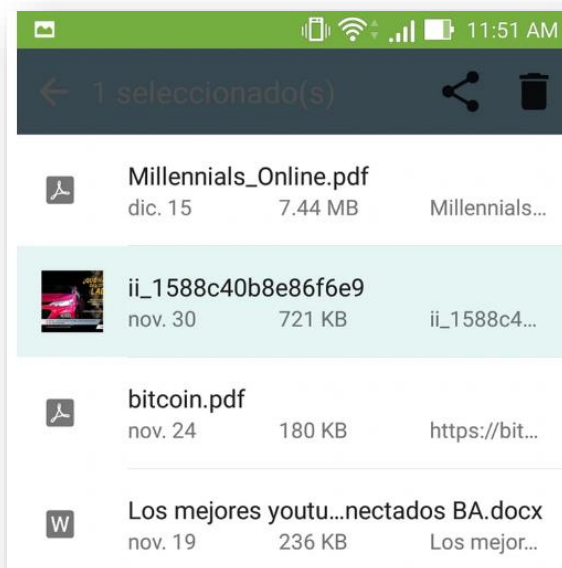 11:51 AM
1 seleccionado(s)
Millennials_Online.pdf
dic. 15 7.44 MB Millennials...
ii_1588c40b8e86f6e9
nov. 30 721 KB ii_1588c4...
bitcoin.pdf
nov. 24 180 KB https://bit...
W
Los mejores youtu...nectados BA.docx
nov. 19 236 KB Los mejor...